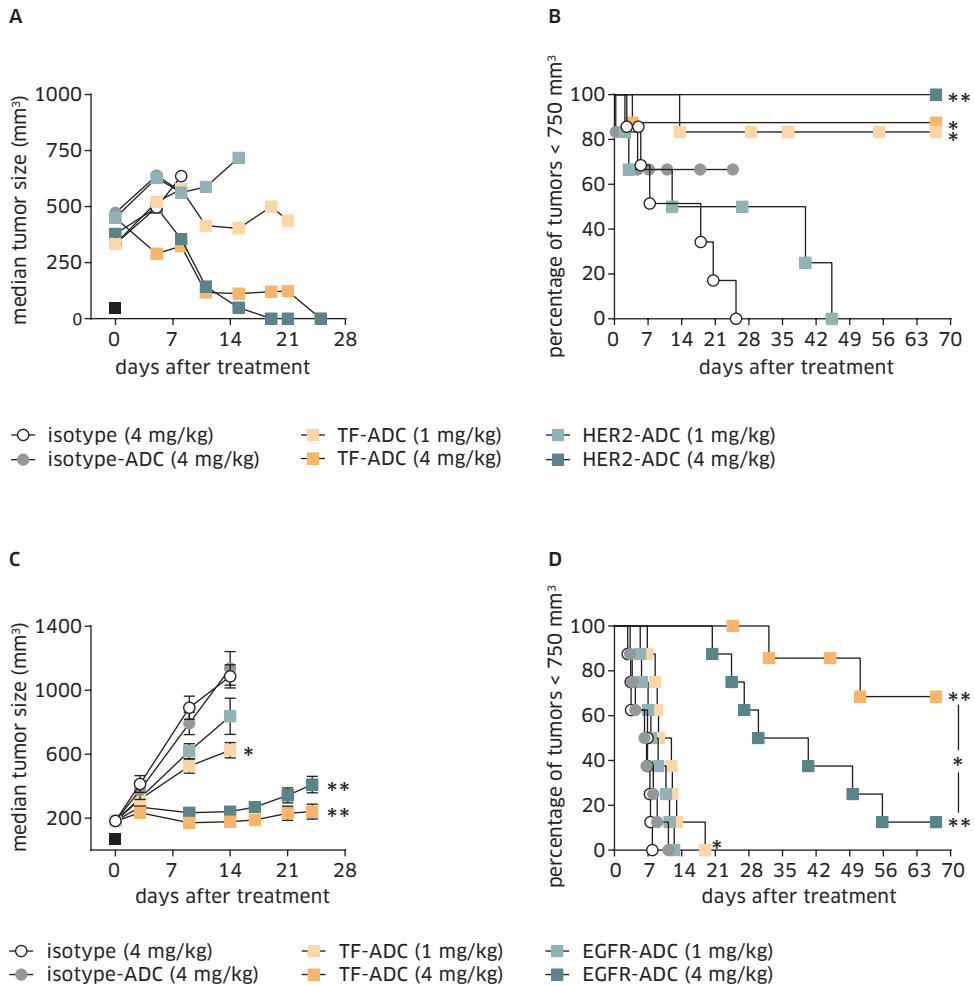 A
B
median tumor size (mm³)
1000
750
500
250
0
0 7 14 21 28
days after treatment
percentage of tumors < 750 mm³
100
80
60
40
20
0
**
*
*
0 7 14 21 28 35 42 49 56 63 70
days after treatment
isotype (4 mg/kg)
isotype-ADC (4 mg/kg)
TF-ADC (1 mg/kg)
TF-ADC (4 mg/kg)
HER2-ADC (1 mg/kg)
HER2-ADC (4 mg/kg)
C
D
median tumor size (mm³)
1400
1000
600
200
*
**
**
0 7 14 21 28
days after treatment
percentage of tumors < 750 mm³
100
80
60
40
20
0
**
*
**
*
0 7 14 21 28 35 42 49 56 63 70
days after treatment
isotype (4 mg/kg)
isotype-ADC (4 mg/kg)
TF-ADC (1 mg/kg)
TF-ADC (4 mg/kg)
EGFR-ADC (1 mg/kg)
EGFR-ADC (4 mg/kg)